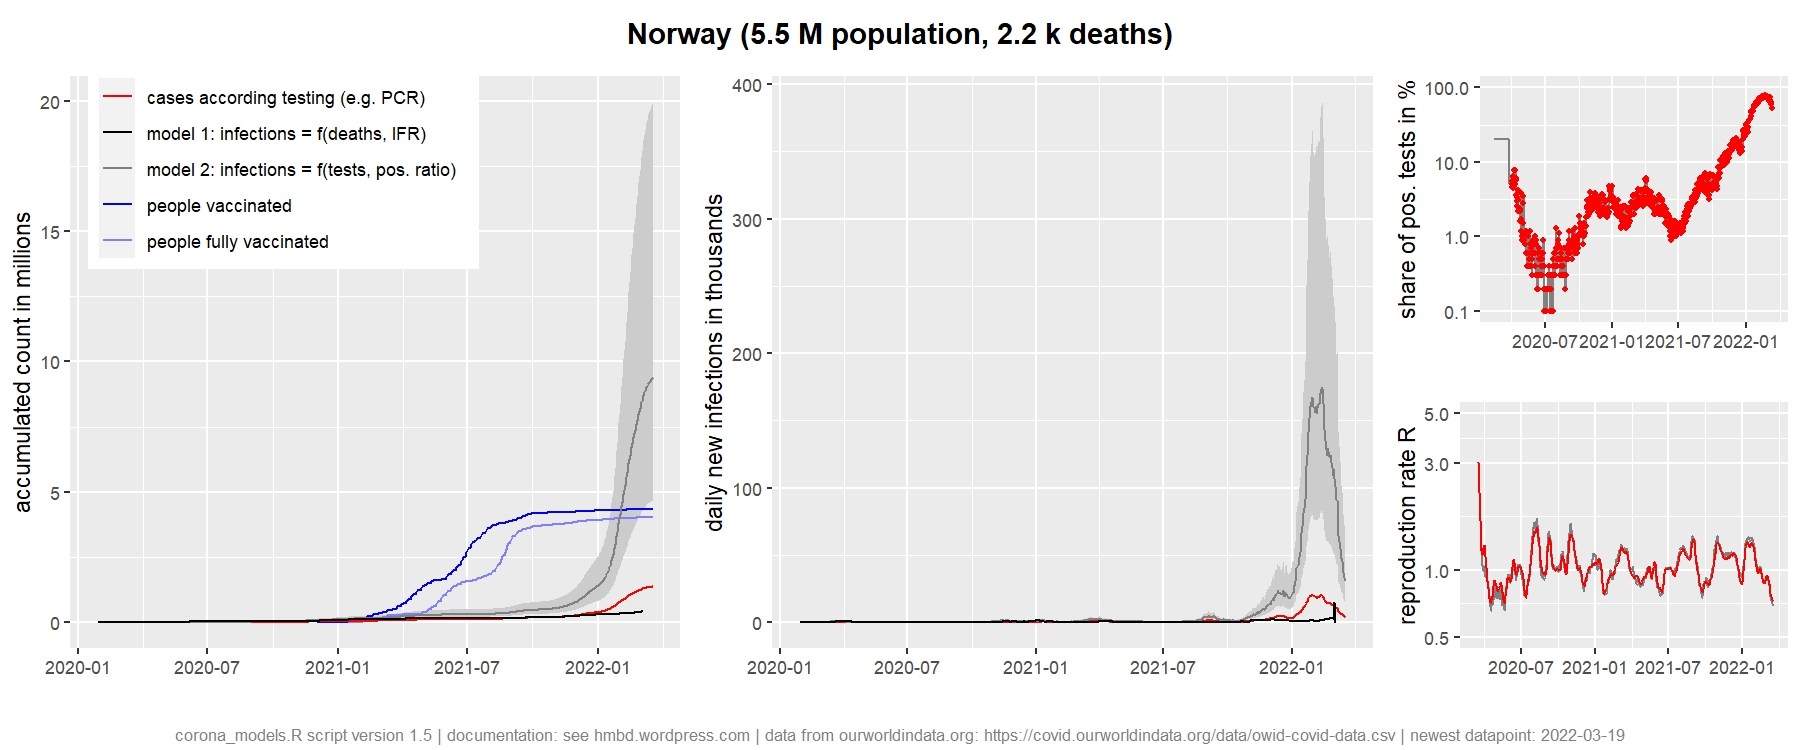 Norway (5.5 M population, 2.2 k deaths)
accumulated count in millions
20
15
10
5
0
cases according testing (e.g. PCR)
model 1: infections = f(deaths, IFR)
model 2: infections = f(tests, pos. ratio)
people vaccinated
people fully vaccinated
2020-01 2020-07 2021-01 2021-07 2022-01
daily new infections in thousands
400
300
200
100
0
2020-01 2020-07 2021-01 2021-07 2022-01
share of pos. tests in %
100.0
10.0
1.0
0.1
2020-07 2021-01 2021-07 2022-01
reproduction rate R
5.0
3.0
1.0
0.5
2020-07 2021-01 2021-07 2022-01
corona_models.R script version 1.5 | documentation: see hmbd.wordpress.com | data from ourworldindata.org: https://covid.ourworldindata.org/data/owid-covid-data.csv | newest datapoint: 2022-03-19